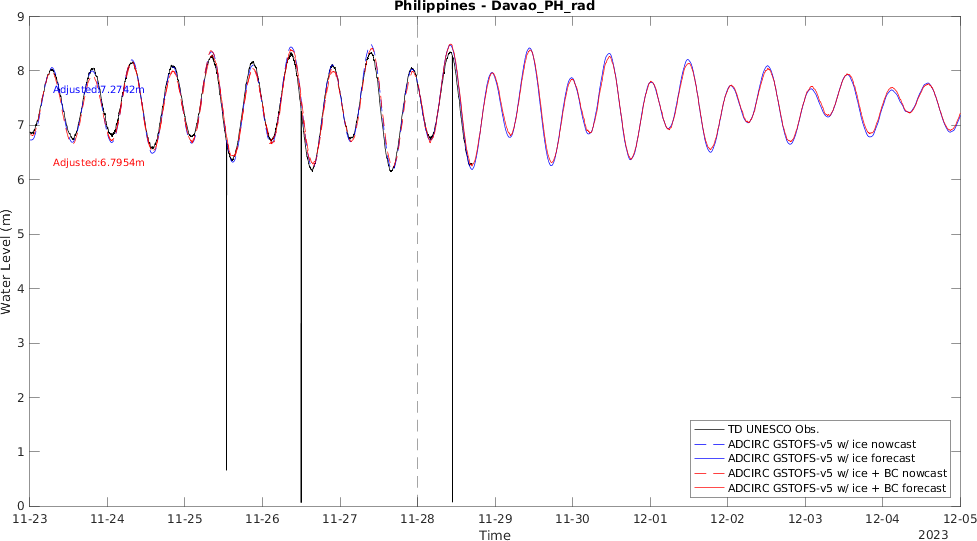 Philippines - Davao_PH_rad
9
8
7
6
5
4
3
2
1
0
Water Level (m)
Adjusted:7.2742m
Adjusted:6.7954m
TD UNESCO Obs.
ADCIRC GSTOFS-v5 w/ ice nowcast
ADCIRC GSTOFS-v5 w/ ice forecast
ADCIRC GSTOFS-v5 w/ ice + BC nowcast
ADCIRC GSTOFS-v5 w/ ice + BC forecast
11-23 11-24 11-25 11-26 11-27 11-28 11-29 11-30 12-01 12-02 12-03 12-04 12-05
Time
2023